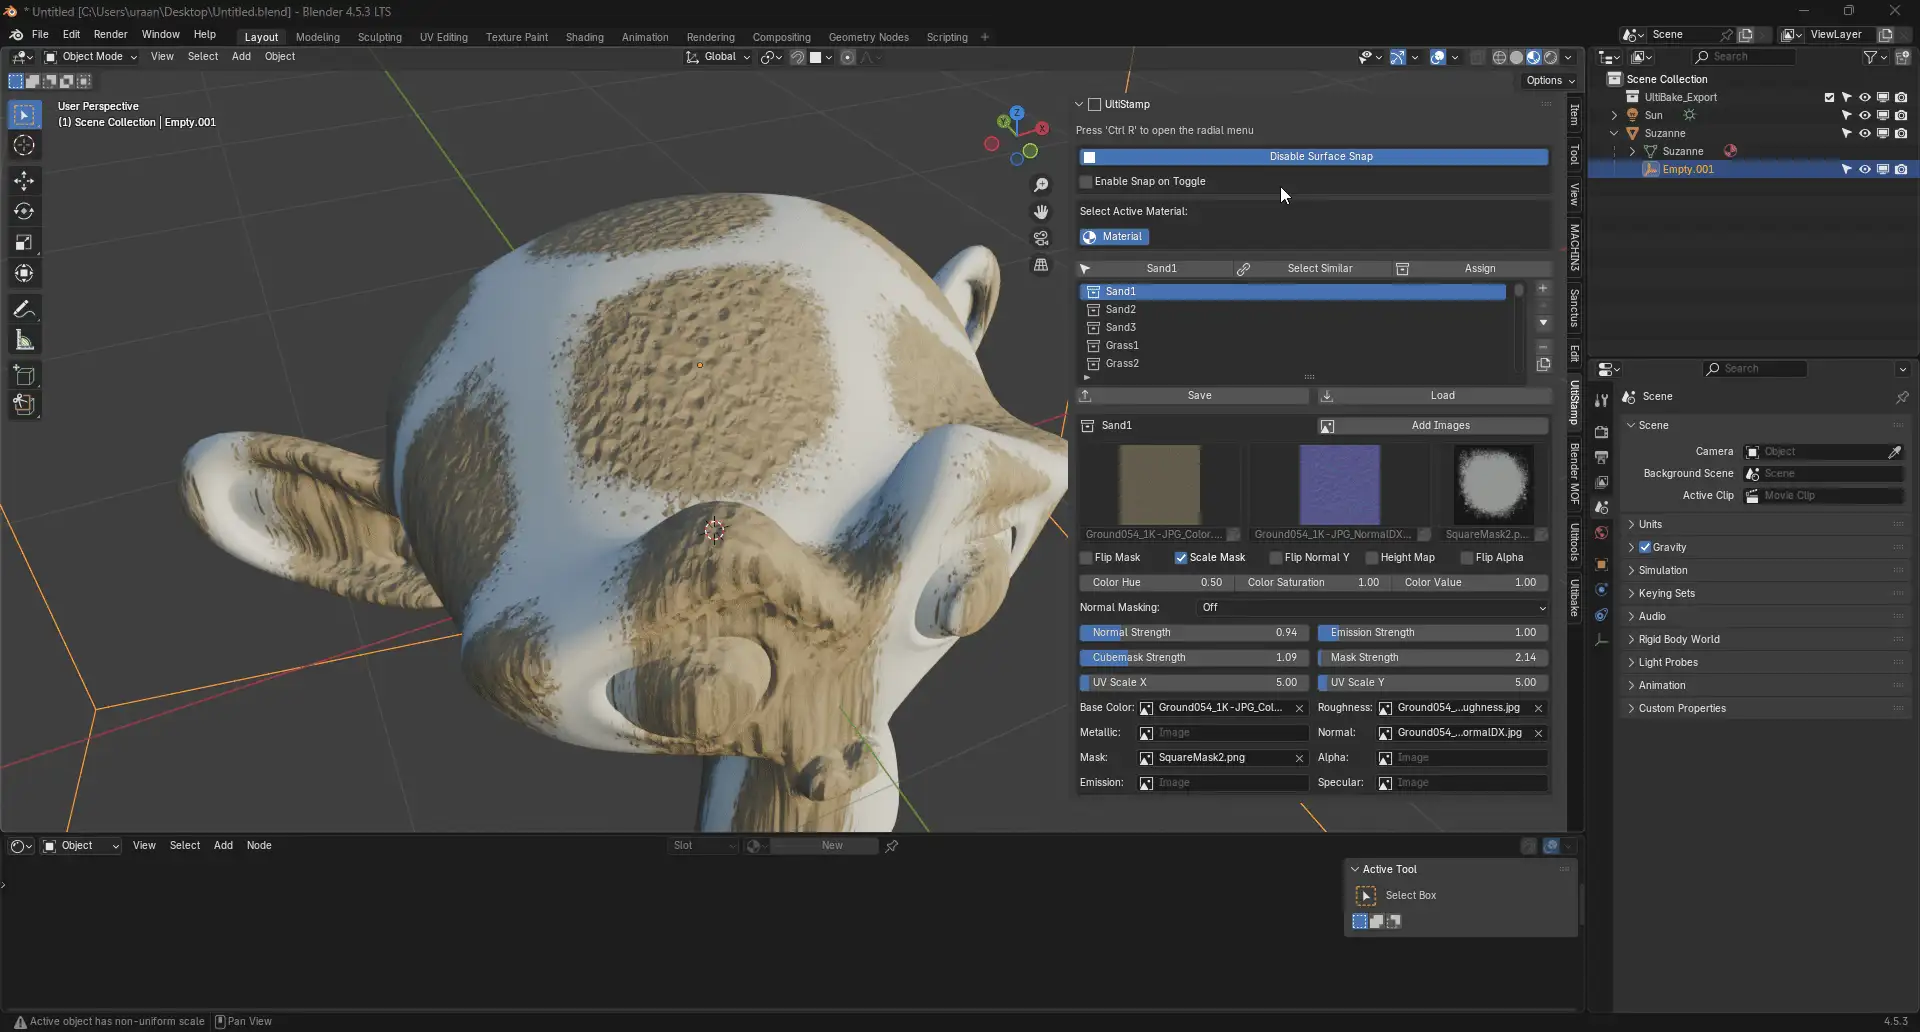 * Untitled [C:\Users\uraan\Desktop\Untitled.blend] - Blender 4.5.3 LTS
File Edit Render Window Help Layout Modeling Sculpting UV Editing Texture Paint Shading Animation Rendering Compositing Geometry Nodes Scripting + Scene ViewLayer
Object Mode View Select Add Object Global
Options
User Perspective
(1) Scene Collection | Empty.001
Z
Y
X
UltiStamp
Press 'Ctrl R' to open the radial menu
Disable Surface Snap
Enable Snap on Toggle
Select Active Material:
Material
Sand1 Select Similar Assign
Sand1
Sand2
Sand3
Grass1
Grass2
Save Load
Sand1 Add Images
Ground054_1K-JPG_Color.... Ground054_1K-JPG_NormalDX... SquareMask2.p...
Flip Mask Scale Mask Flip Normal Y Height Map Flip Alpha
Color Hue 0.50 Color Saturation 1.00 Color Value 1.00
Normal Masking: Off
Normal Strength 0.94 Emission Strength 1.00
Cubemask Strength 1.09 Mask Strength 2.14
UV Scale X 5.00 UV Scale Y 5.00
Base Color: Ground054_1K-JPG_Col... Roughness: Ground054_...ughness.jpg
Metallic: Image Normal: Ground054_...ormalDX.jpg
Mask: SquareMask2.png Alpha: Image
Emission: Image Specular: Image
Item
Tool
View
MACHIN3
Sanctus
Edit
UltiStamp
Blender MOF
Ultitools
Ultibake
Search
Scene Collection
UltiBake_Export
Sun
Suzanne
Suzanne
Empty.001
Search
Scene
Scene
Camera Object
Background Scene Scene
Active Clip Movie Clip
Units
Gravity
Simulation
Keying Sets
Audio
Rigid Body World
Light Probes
Animation
Custom Properties
Object View Select Add Node Slot New
Active Tool
Select Box
Active object has non-uniform scale Pan View 4.5.3